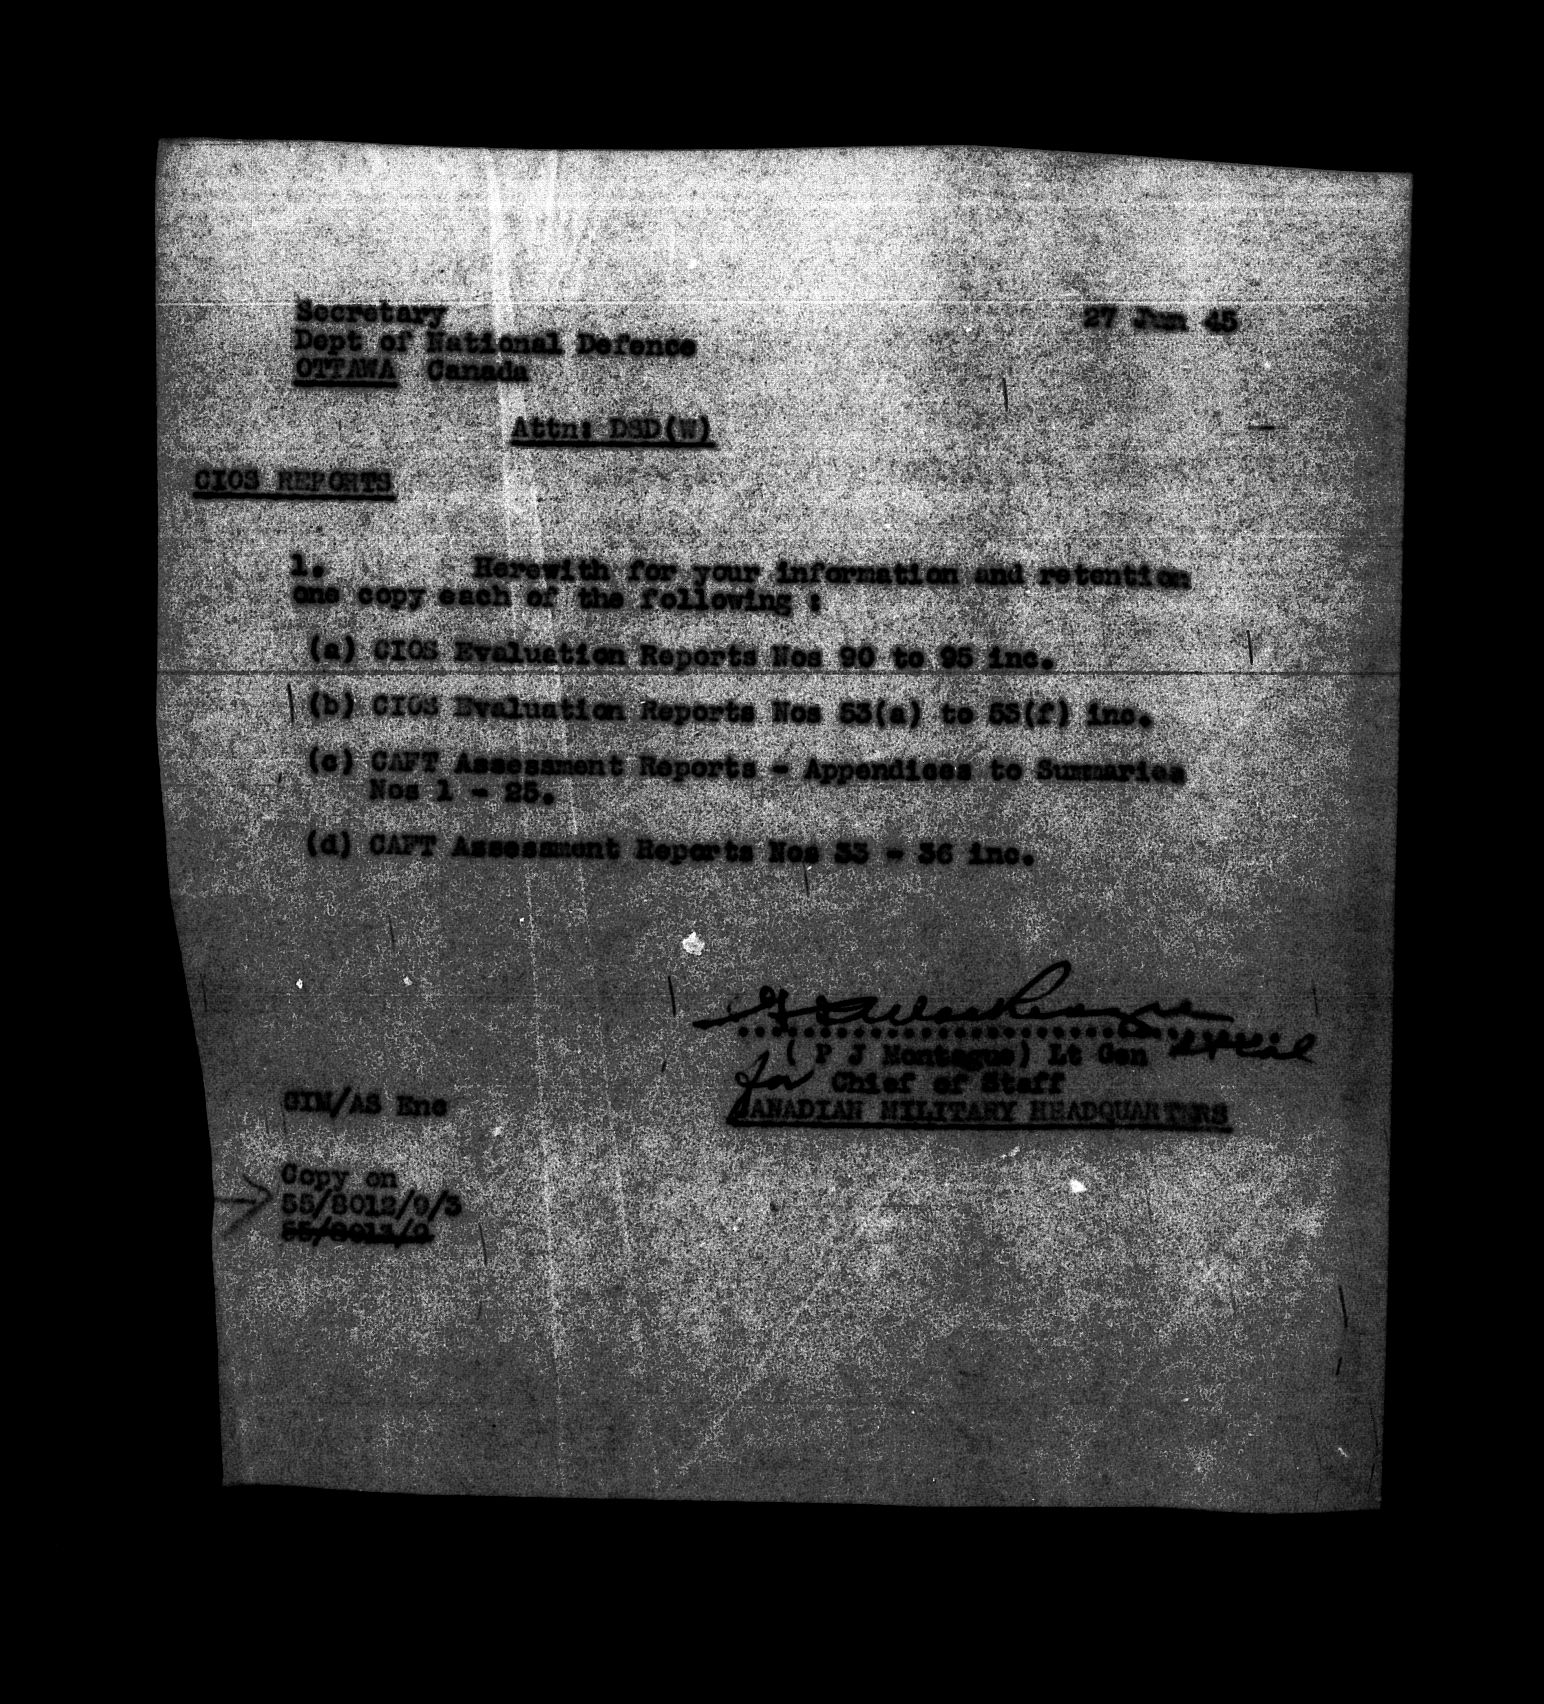 Secretary
27 Jun 45
Dept of National Defence
OTTAWA Canada
Attn: DSD(W)
CIOS REPORTS
1. Herewith for your information and retention
one copy each of the following :
(a) CIOS Evaluation Reports Nos 90 to 95 inc.
(b) CIOS Evaluation Reports Nos 53(a) to 53(f) inc.
(c) CAFT Assessment Reports - Appendices to Summaries
Nos 1 - 25.
(d) CAFT Assessment Reports Nos 33 - 36 inc.
( P J Montague) Lt Gen
for Chief of Staff
CANADIAN MILITARY HEADQUARTERS
GIM/AS Enc
Copy on
55/8012/0/3